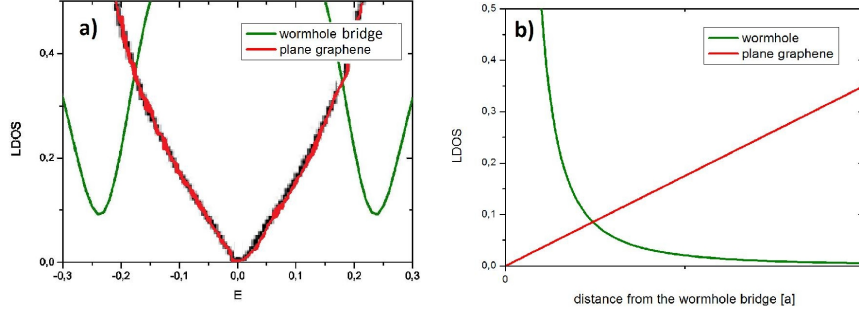 a)
wormhole bridge
plane graphene
LDOS
0,4
0,2
0,0
-0,3 -0,2 -0,1 0,0 0,1 0,2 0,3
E
b)
wormhole
plane graphene
LDOS
0,5
0,4
0,3
0,2
0,1
0,0
0
distance from the wormhole bridge [a]